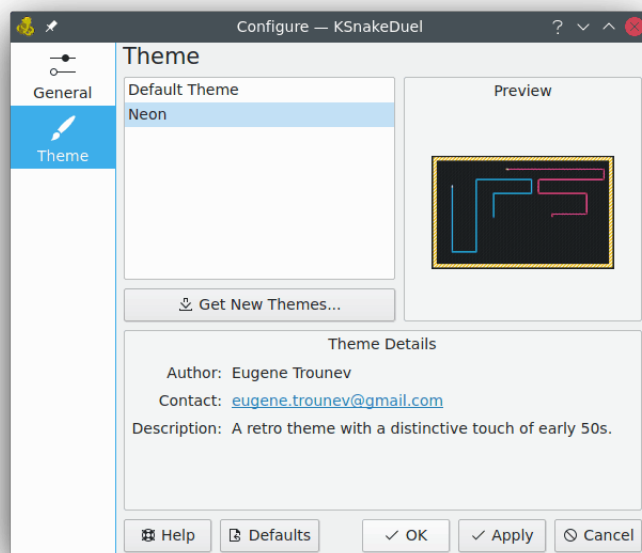 Configure — KSnakeDuel
General
Theme
Theme
Default Theme
Neon
Preview
Get New Themes...
Theme Details
Author: Eugene Trounev
Contact: eugene.trounev@gmail.com
Description: A retro theme with a distinctive touch of early 50s.
Help
Defaults
OK
Apply
Cancel